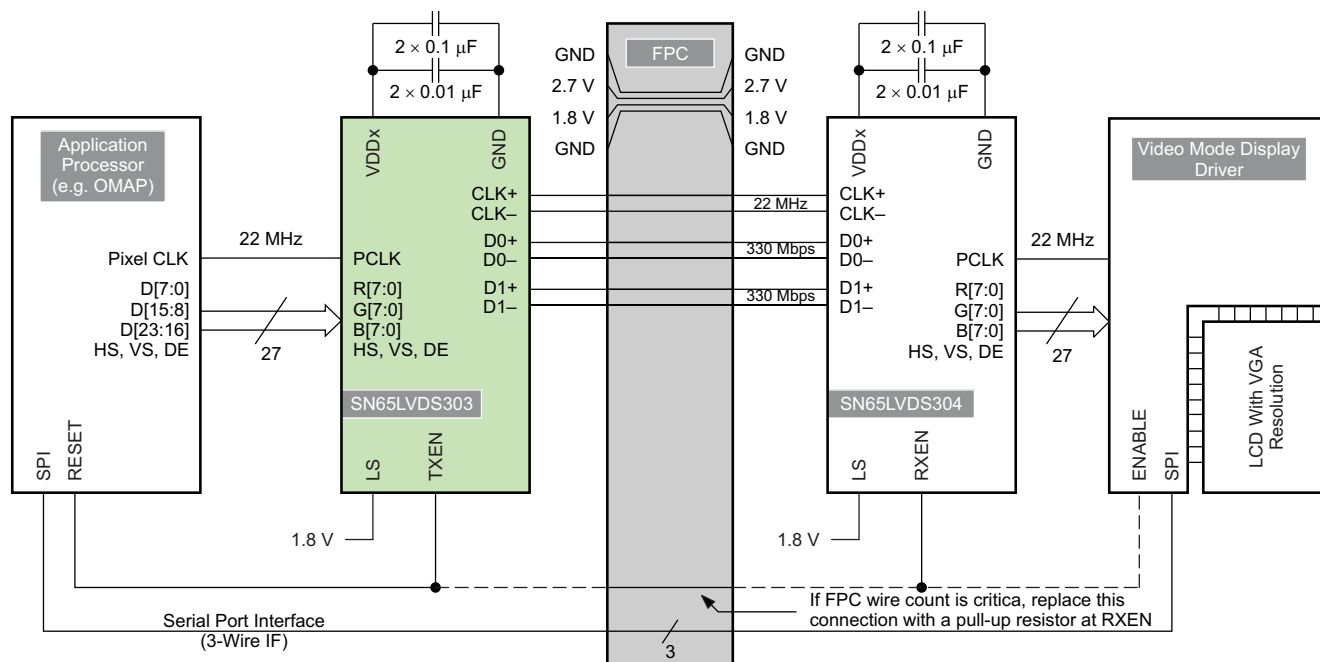 2 × 0.1 μF
2 × 0.01 μF
VDDx
GND
FPC
GND
2.7 V
1.8 V
GND
GND
2.7 V
1.8 V
GND
2 × 0.1 μF
2 × 0.01 μF
VDDx
GND
Application
Processor
(e.g. OMAP)
Pixel CLK
D[7:0]
D[15:8]
D[23:16]
HS, VS, DE
SPI
RESET
22 MHz
27
PCLK
R[7:0]
G[7:0]
B[7:0]
HS, VS, DE
CLK+
CLK–
D0+
D0–
D1+
D1–
SN65LVDS303
LS
TXEN
1.8 V
22 MHz
330 Mbps
330 Mbps
CLK+
CLK–
D0+
D0–
D1+
D1–
PCLK
R[7:0]
G[7:0]
B[7:0]
HS, VS, DE
SN65LVDS304
LS
RXEN
1.8 V
22 MHz
27
Video Mode Display
Driver
ENABLE
SPI
LCD With VGA
Resolution
If FPC wire count is critica, replace this
connection with a pull-up resistor at RXEN
Serial Port Interface
(3-Wire IF)
3